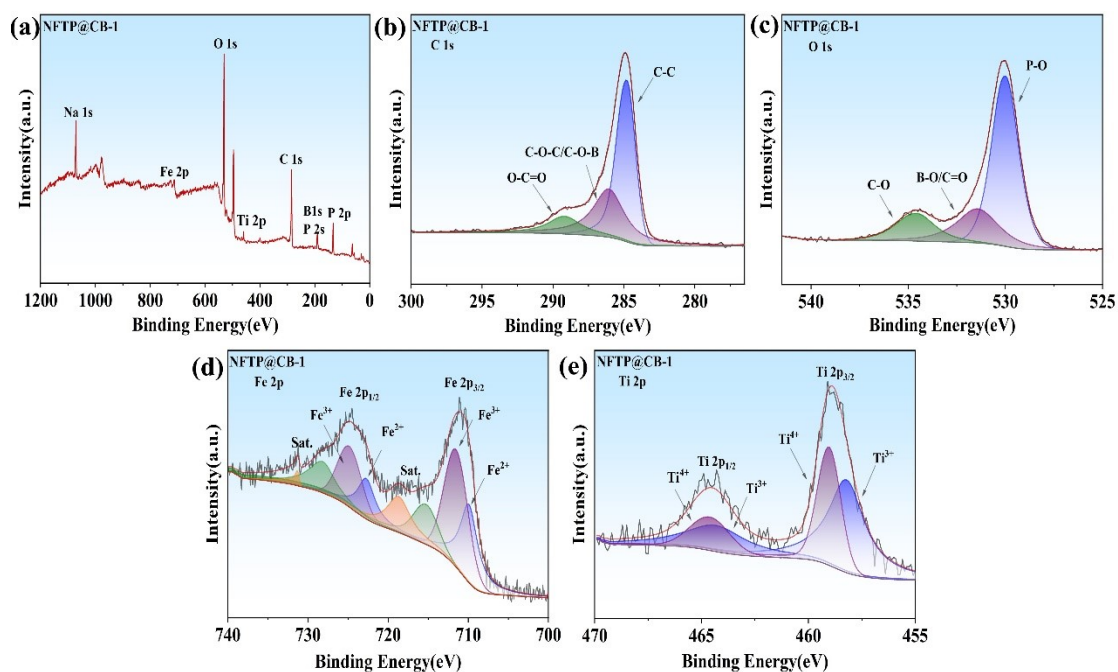 (a)
NFTP@CB-1
O 1s
Na 1s
Fe 2p
C 1s
Ti 2p
B1s
P 2p
P 2s
Intensity(a.u.)
1200 1000 800 600 400 200 0
Binding Energy(eV)
(b)
NFTP@CB-1
C 1s
C-C
C-O-C/C-O-B
O-C=O
Intensity(a.u.)
300 295 290 285 280
Binding Energy(eV)
(c)
NFTP@CB-1
O 1s
P-O
B-O/C=O
C-O
Intensity(a.u.)
540 535 530 525
Binding Energy(eV)
(d)
NFTP@CB-1
Fe 2p
Fe 2p1/2
Fe 2p3/2
Fe3+
Fe2+
Fe3+
Sat.
Sat.
Fe2+
Intensity(a.u.)
740 730 720 710 700
Binding Energy(eV)
(e)
NFTP@CB-1
Ti 2p
Ti 2p3/2
Ti4+
Ti3+
Ti 2p1/2
Ti4+
Ti3+
Intensity(a.u.)
470 465 460 455
Binding Energy(eV)